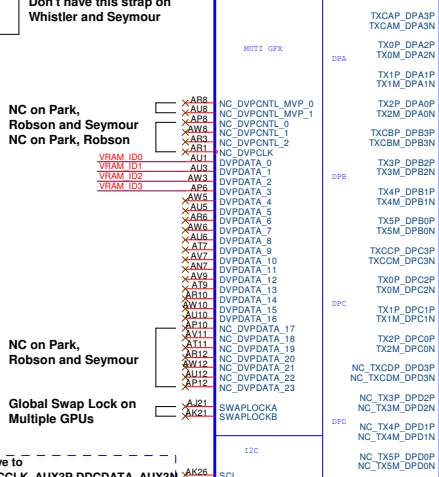 Don't have this strap on
Whistler and Seymour
MUTI GFX
NC on Park,
Robson and Seymour
NC on Park, Robson
VRAM_ID0
VRAM_ID1
VRAM_ID2
VRAM_ID3
AR8 NC_DVPCNTL_MVP_0
AU8 NC_DVPCNTL_MVP_1
AP8 NC_DVPCNTL_0
AW8 NC_DVPCNTL_1
AR3 NC_DVPCNTL_2
AR1 NC_DVPCLK
AU1 DVPDATA_0
AU3 DVPDATA_1
AW3 DVPDATA_2
AP6 DVPDATA_3
AW5 DVPDATA_4
AU5 DVPDATA_5
AR6 DVPDATA_6
AW6 DVPDATA_7
AU6 DVPDATA_8
AT7 DVPDATA_9
AV7 DVPDATA_10
AN7 DVPDATA_11
AV9 DVPDATA_12
AT9 DVPDATA_13
AR10 DVPDATA_14
AW10 DVPDATA_15
AU10 DVPDATA_16
AP10 NC_DVPDATA_17
AV11 NC_DVPDATA_18
AT11 NC_DVPDATA_19
AR12 NC_DVPDATA_20
AW12 NC_DVPDATA_21
AU12 NC_DVPDATA_22
AP12 NC_DVPDATA_23
NC on Park,
Robson and Seymour
Global Swap Lock on
Multiple GPUs
AJ21 SWAPLOCKA
AK21 SWAPLOCKB
I2C
AK26 SCL
ve to
CCLK_AUX3P DDCDATA_AUX3N
DPA
TXCAP_DPA3P
TXCAM_DPA3N
TX0P_DPA2P
TX0M_DPA2N
TX1P_DPA1P
TX1M_DPA1N
TX2P_DPA0P
TX2M_DPA0N
DPB
TXCBP_DPB3P
TXCBM_DPB3N
TX3P_DPB2P
TX3M_DPB2N
TX4P_DPB1P
TX4M_DPB1N
TX5P_DPB0P
TX5M_DPB0N
DPC
TXCCP_DPC3P
TXCCM_DPC3N
TX0P_DPC2P
TX0M_DPC2N
TX1P_DPC1P
TX1M_DPC1N
TX2P_DPC0P
TX2M_DPC0N
DPD
NC_TXCDP_DPD3P
NC_TXCDM_DPD3N
NC_TX3P_DPD2P
NC_TX3M_DPD2N
NC_TX4P_DPD1P
NC_TX4M_DPD1N
NC_TX5P_DPD0P
NC_TX5M_DPD0N